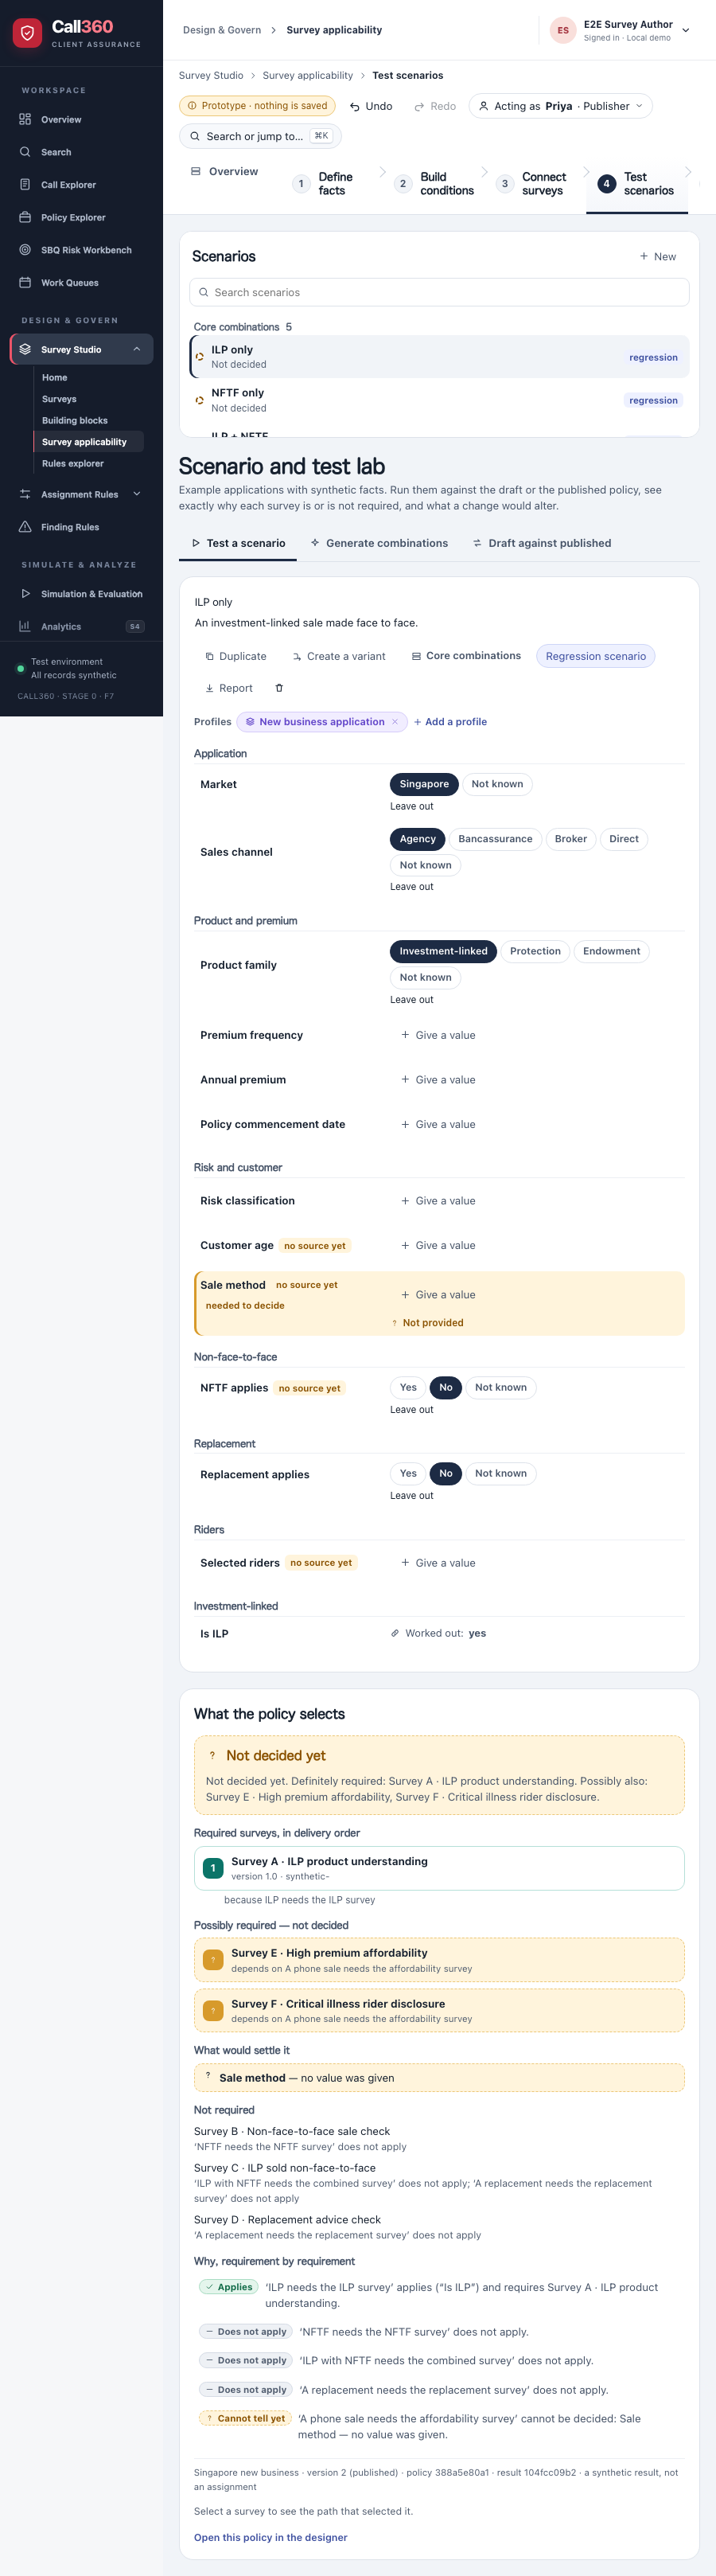 Call360
CLIENT ASSURANCE
WORKSPACE
Overview
Search
Call Explorer
Policy Explorer
SBQ Risk Workbench
Work Queues
DESIGN & GOVERN
Survey Studio
Home
Surveys
Building blocks
Survey applicability
Rules explorer
Assignment Rules
Finding Rules
SIMULATE & ANALYZE
Simulation & Evaluation
Analytics S4
Test environment
All records synthetic
CALL360 · STAGE 0 · F7
Design & Govern > Survey applicability
ES E2E Survey Author
Signed in · Local demo
Survey Studio > Survey applicability > Test scenarios
Prototype · nothing is saved Undo Redo Acting as Priya · Publisher
Search or jump to... ⌘K
Overview
1 Define facts
2 Build conditions
3 Connect surveys
4 Test scenarios
Scenarios + New
Search scenarios
Core combinations 5
ILP only
Not decided
regression
NFTF only
Not decided
regression
ILP + NFTF
Scenario and test lab
Example applications with synthetic facts. Run them against the draft or the published policy, see
exactly why each survey is or is not required, and what a change would alter.
Test a scenario Generate combinations Draft against published
ILP only
An investment-linked sale made face to face.
Duplicate Create a variant Core combinations Regression scenario
Report
Profiles New business application × + Add a profile
Application
Market Singapore Not known
Leave out
Sales channel Agency Bancassurance Broker Direct
Not known
Leave out
Product and premium
Product family Investment-linked Protection Endowment
Not known
Leave out
Premium frequency + Give a value
Annual premium + Give a value
Policy commencement date + Give a value
Risk and customer
Risk classification + Give a value
Customer age no source yet + Give a value
Sale method no source yet + Give a value
needed to decide
? Not provided
Non-face-to-face
NFTF applies no source yet Yes No Not known
Leave out
Replacement
Replacement applies Yes No Not known
Leave out
Riders
Selected riders no source yet + Give a value
Investment-linked
Is ILP Worked out: yes
What the policy selects
? Not decided yet
Not decided yet. Definitely required: Survey A · ILP product understanding. Possibly also:
Survey E · High premium affordability, Survey F · Critical illness rider disclosure.
Required surveys, in delivery order
1 Survey A · ILP product understanding
version 1.0 · synthetic-
because ILP needs the ILP survey
Possibly required — not decided
? Survey E · High premium affordability
depends on A phone sale needs the affordability survey
? Survey F · Critical illness rider disclosure
depends on A phone sale needs the affordability survey
What would settle it
? Sale method — no value was given
Not required
Survey B · Non-face-to-face sale check
‘NFTF needs the NFTF survey’ does not apply
Survey C · ILP sold non-face-to-face
‘ILP with NFTF needs the combined survey’ does not apply; ‘A replacement needs the replacement
survey’ does not apply
Survey D · Replacement advice check
‘A replacement needs the replacement survey’ does not apply
Why, requirement by requirement
Applies ‘ILP needs the ILP survey’ applies (“Is ILP”) and requires Survey A · ILP product
understanding.
Does not apply ‘NFTF needs the NFTF survey’ does not apply.
Does not apply ‘ILP with NFTF needs the combined survey’ does not apply.
Does not apply ‘A replacement needs the replacement survey’ does not apply.
? Cannot tell yet ‘A phone sale needs the affordability survey’ cannot be decided: Sale
method — no value was given.
Singapore new business · version 2 (published) · policy 388a5e80a1 · result 104fcc09b2 · a synthetic result, not
an assignment
Select a survey to see the path that selected it.
Open this policy in the designer